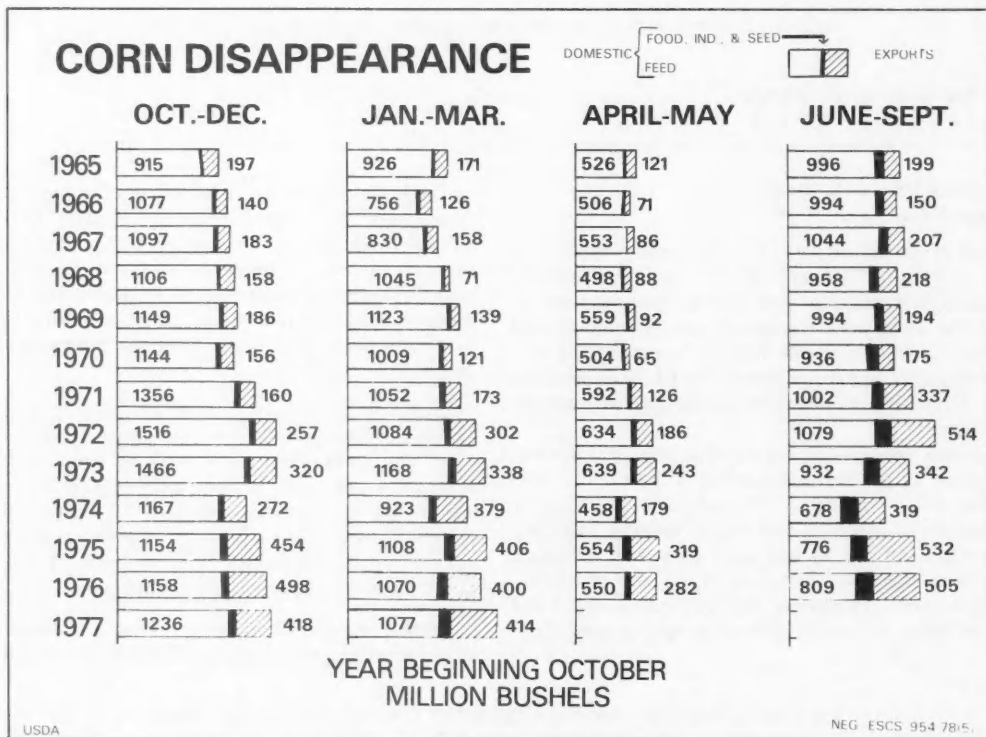 CORN DISAPPEARANCE
DOMESTIC { FOOD, IND., & SEED
FEED
EXPORTS
OCT.-DEC. JAN.-MAR. APRIL-MAY JUNE-SEPT.
1965 915 197 926 171 526 121 996 199
1966 1077 140 756 126 506 71 994 150
1967 1097 183 830 158 553 86 1044 207
1968 1106 158 1045 71 498 88 958 218
1969 1149 186 1123 139 559 92 994 194
1970 1144 156 1009 121 504 65 936 175
1971 1356 160 1052 173 592 126 1002 337
1972 1516 257 1084 302 634 186 1079 514
1973 1466 320 1168 338 639 243 932 342
1974 1167 272 923 379 458 179 678 319
1975 1154 454 1108 406 554 319 776 532
1976 1158 498 1070 400 550 282 809 505
1977 1236 418 1077 414
YEAR BEGINNING OCTOBER
MILLION BUSHELS
USDA NEG. ESCS 954 78(5)